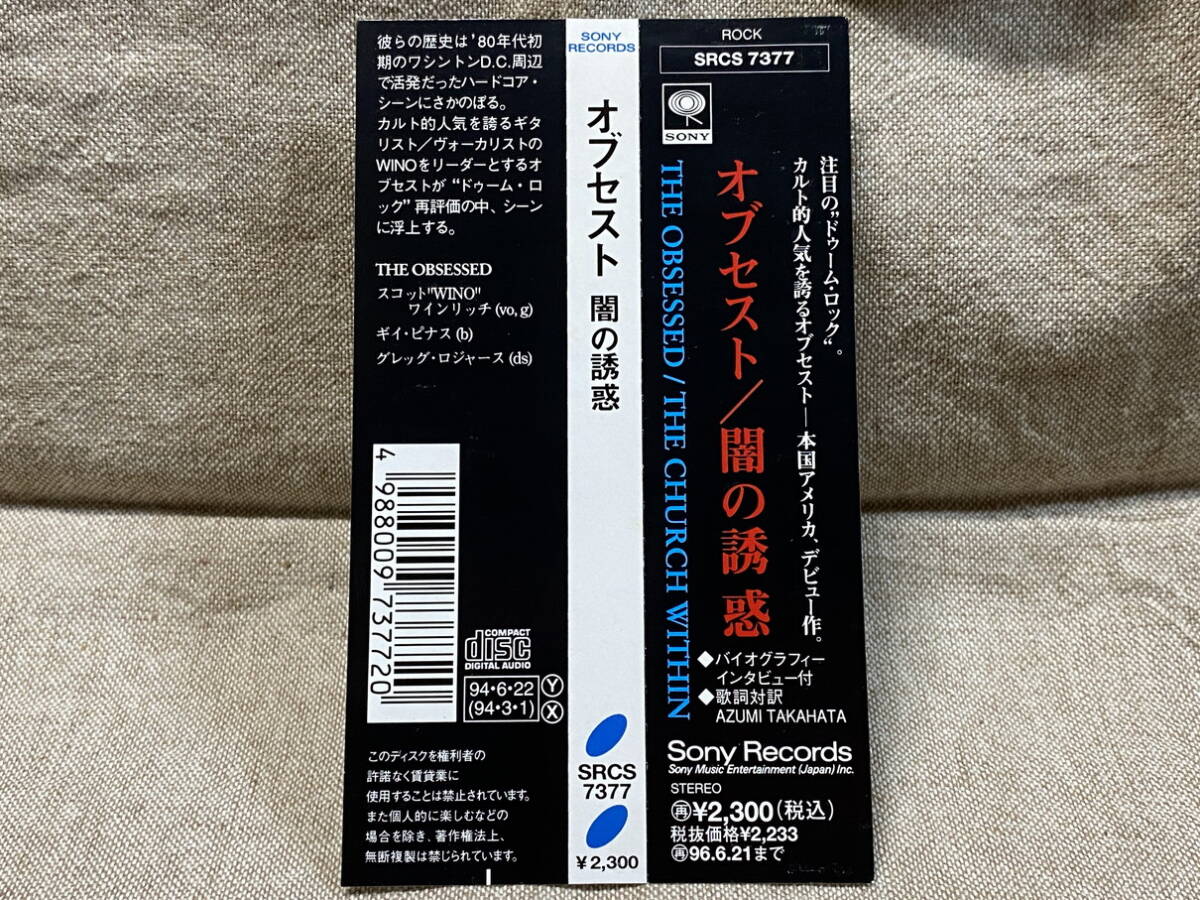 彼らの歴史は'80年代初
期のワシントンD.C.周辺
で活発だったハードコア・
シーンにさかのぼる。
カルト的人気を誇るギタ
リスト/ヴォーカリストの
WINOをリーダーとするオ
ブセストが“ドゥーム・ロ
ック”再評価の中、シーン
に浮上する。
THE OBSESSED
スコット"WINO"
ワインリッチ(vo, g)
ギイ・ピナス(b)
グレッグ・ロジャース(ds)
4 988009 737720
COMPACT
disc
DIGITAL AUDIO
94・6・22
(94・3・1)
Y
X
このディスクを権利者の
許諾なく賃貸業に
使用することは禁止されています。
また個人的に楽しむなどの
場合を除き、著作権法上、
無断複製は禁じられています。
SONY
RECORDS
オブセスト 闇の誘惑
SRCS
7377
¥2,300
ROCK
SRCS 7377
SONY
注目の"ドゥーム・ロック"。
カルト的人気を誇るオブセスト―本国アメリカ、デビュー作。
オブセスト/闇の誘惑
THE OBSESSED / THE CHURCH WITHIN
◆バイオグラフィー
インタビュー付
◆歌詞対訳
AZUMI TAKAHATA
Sony Records
Sony Music Entertainment (Japan) Inc.
STEREO
再¥2,300(税込)
税抜価格¥2,233
再96.6.21まで